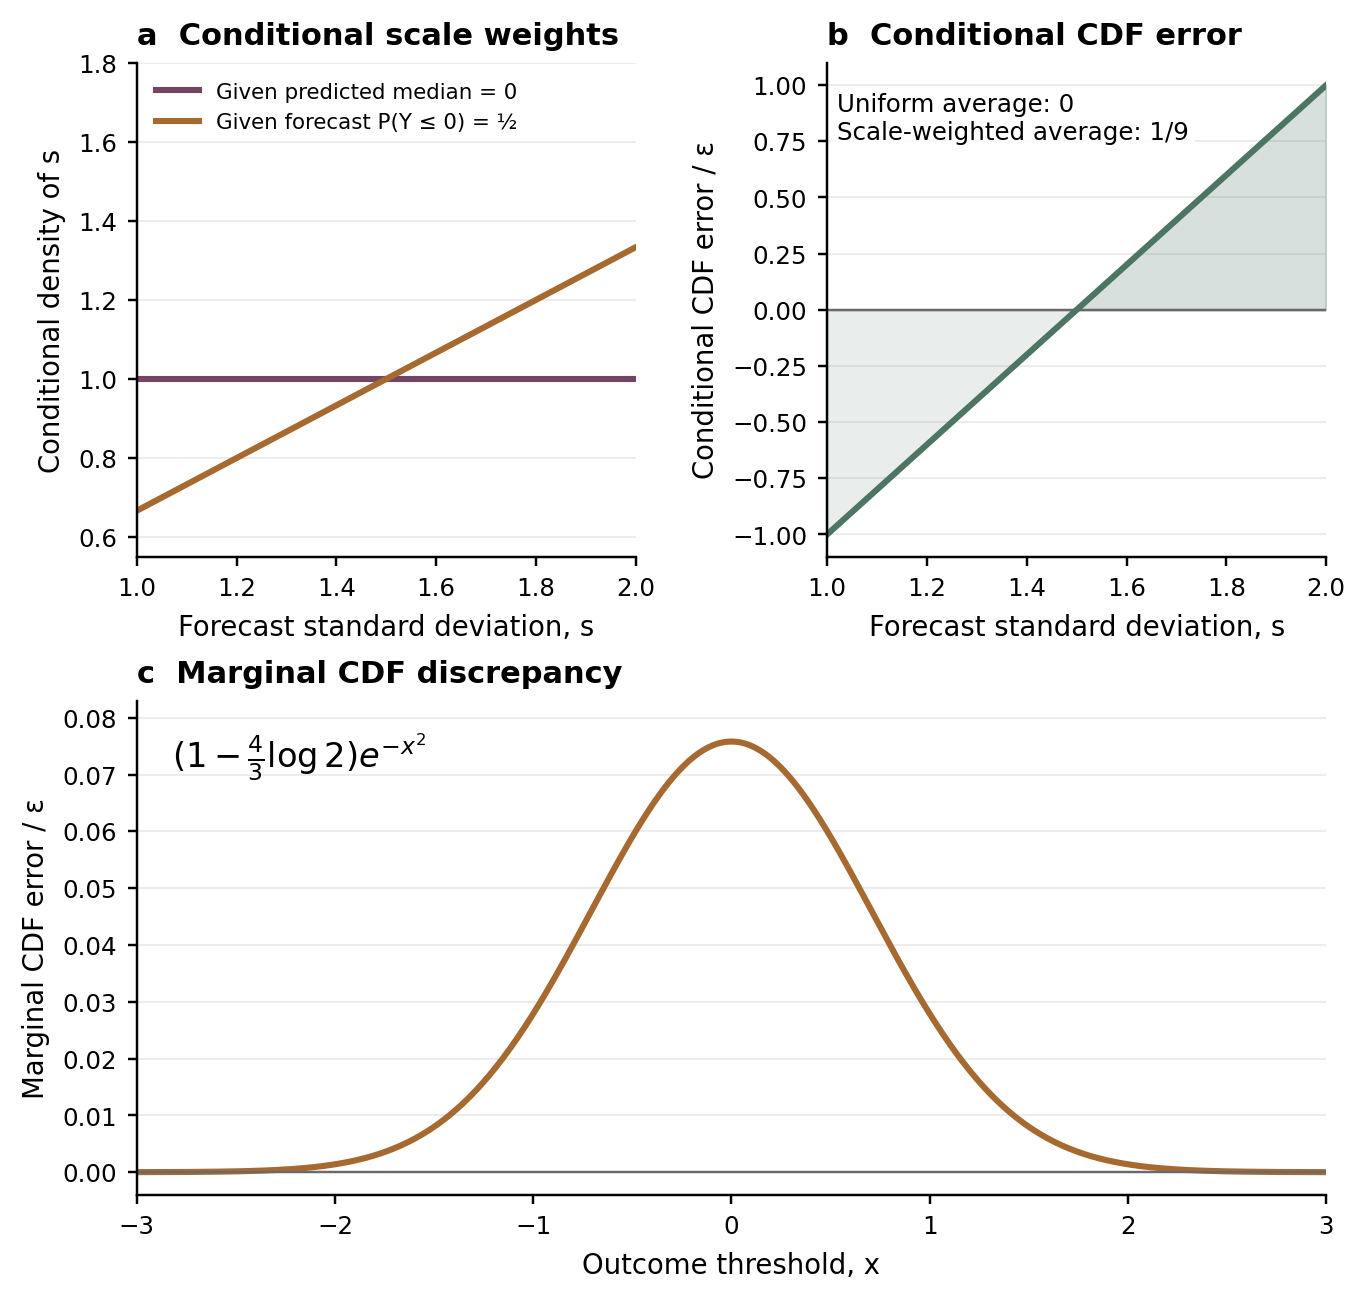 a Conditional scale weights
Given predicted median = 0
Given forecast P(Y ≤ 0) = ½
Conditional density of s
1.8
1.6
1.4
1.2
1.0
0.8
0.6
1.0 1.2 1.4 1.6 1.8 2.0
Forecast standard deviation, s
b Conditional CDF error
Uniform average: 0
Scale-weighted average: 1/9
Conditional CDF error / ε
1.00
0.75
0.50
0.25
0.00
−0.25
−0.50
−0.75
−1.00
1.0 1.2 1.4 1.6 1.8 2.0
Forecast standard deviation, s
c Marginal CDF discrepancy
(1 − 4/3 log 2)e^{−x²}
Marginal CDF error / ε
0.08
0.07
0.06
0.05
0.04
0.03
0.02
0.01
0.00
−3 −2 −1 0 1 2 3
Outcome threshold, x